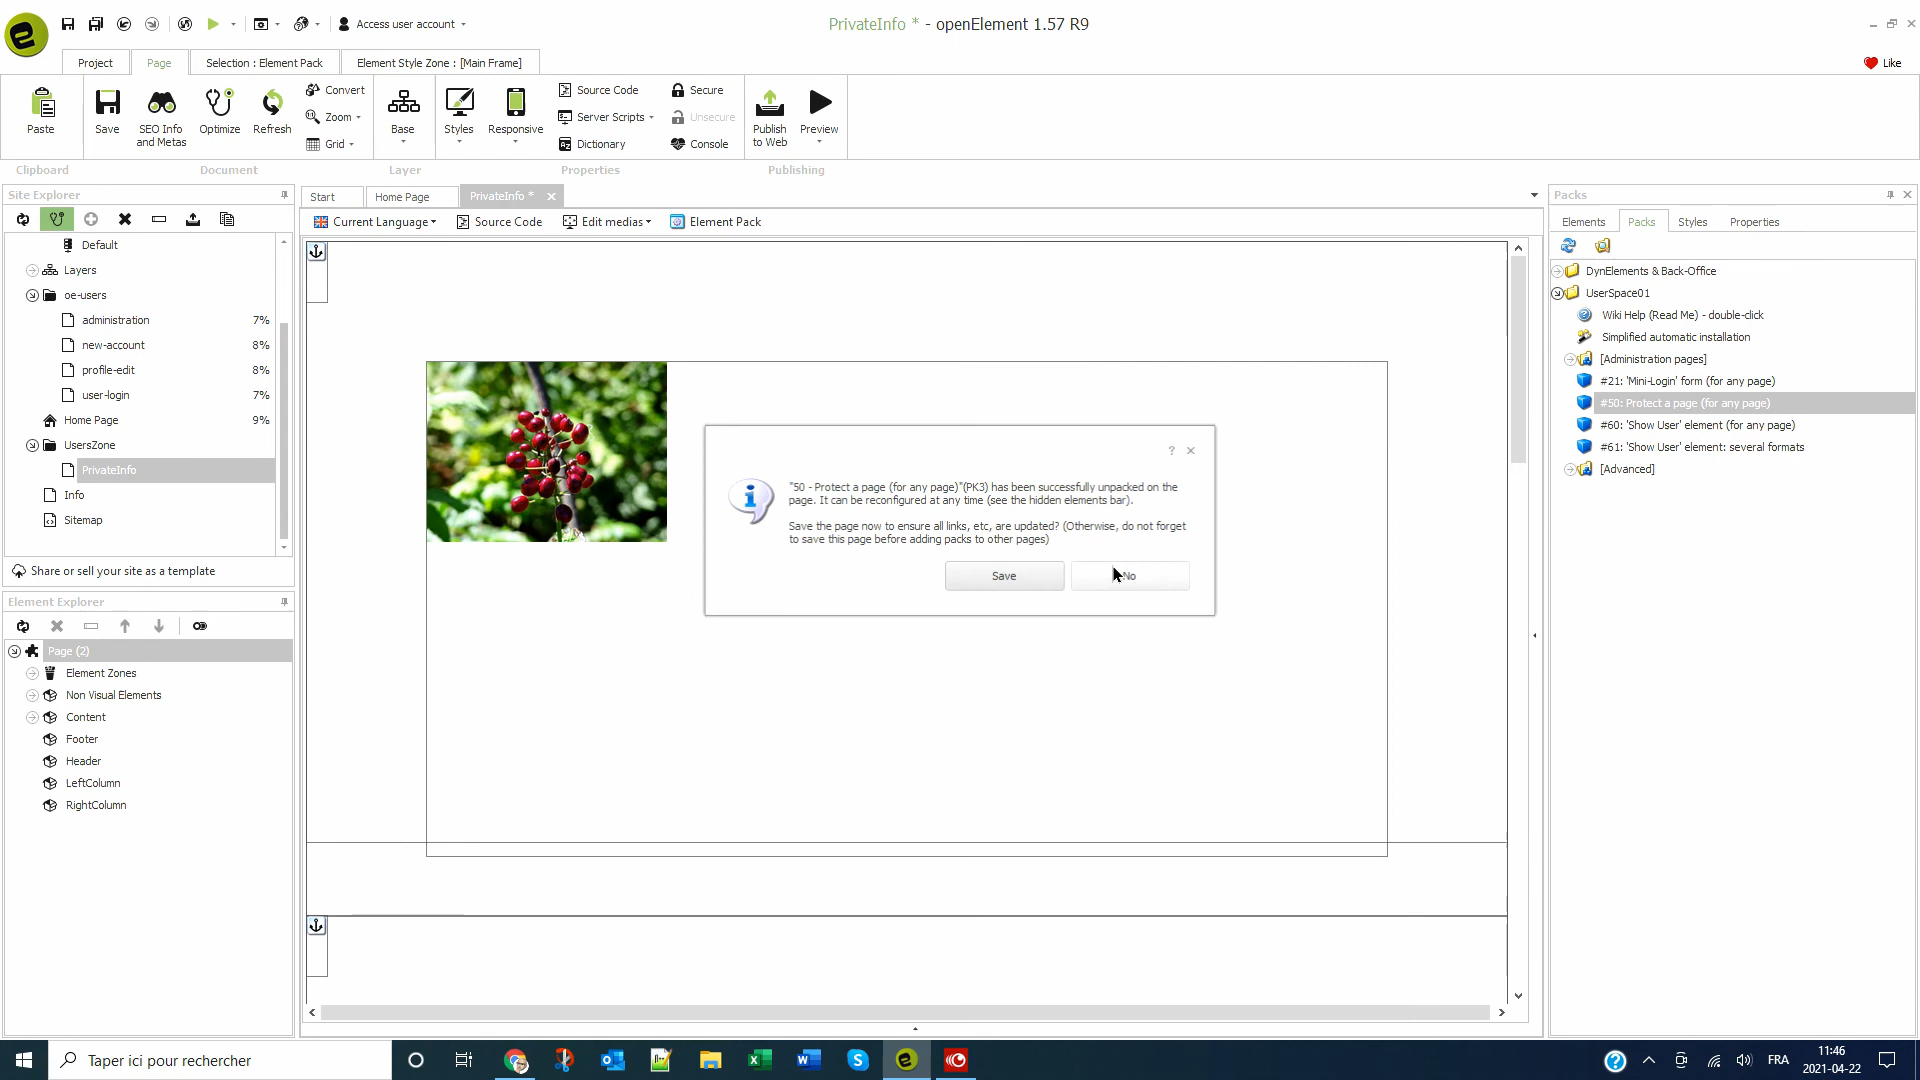 Access user account
PrivateInfo * - openElement 1.57 R9
Project
Page
Selection : Element Pack
Element Style Zone : [Main Frame]
Like
Paste
Save
SEO Info
and Metas
Optimize
Refresh
Convert
Zoom
Grid
Base
Styles
Responsive
Source Code
Server Scripts
Dictionary
Secure
Unsecure
Console
Publish
to Web
Preview
Clipboard
Document
Layer
Properties
Publishing
Site Explorer
Default
Layers
oe-users
administration 7%
new-account 8%
profile-edit 8%
user-login 7%
Home Page 9%
UsersZone
PrivateInfo
Info
Sitemap
Share or sell your site as a template
Element Explorer
Page (2)
Element Zones
Non Visual Elements
Content
Footer
Header
LeftColumn
RightColumn
Start
Home Page
PrivateInfo *
Current Language
Source Code
Edit medias
Element Pack
"50 - Protect a page (for any page)"(PK3) has been successfully unpacked on the
page. It can be reconfigured at any time (see the hidden elements bar).
Save the page now to ensure all links, etc, are updated? (Otherwise, do not forget
to save this page before adding packs to other pages)
Save
No
Packs
Elements
Packs
Styles
Properties
DynElements & Back-Office
UserSpace01
Wiki Help (Read Me) - double-click
Simplified automatic installation
[Administration pages]
#21: 'Mini-Login' form (for any page)
#50: Protect a page (for any page)
#60: 'Show User' element (for any page)
#61: 'Show User' element: several formats
[Advanced]
Taper ici pour rechercher
FRA
11:46
2021-04-22